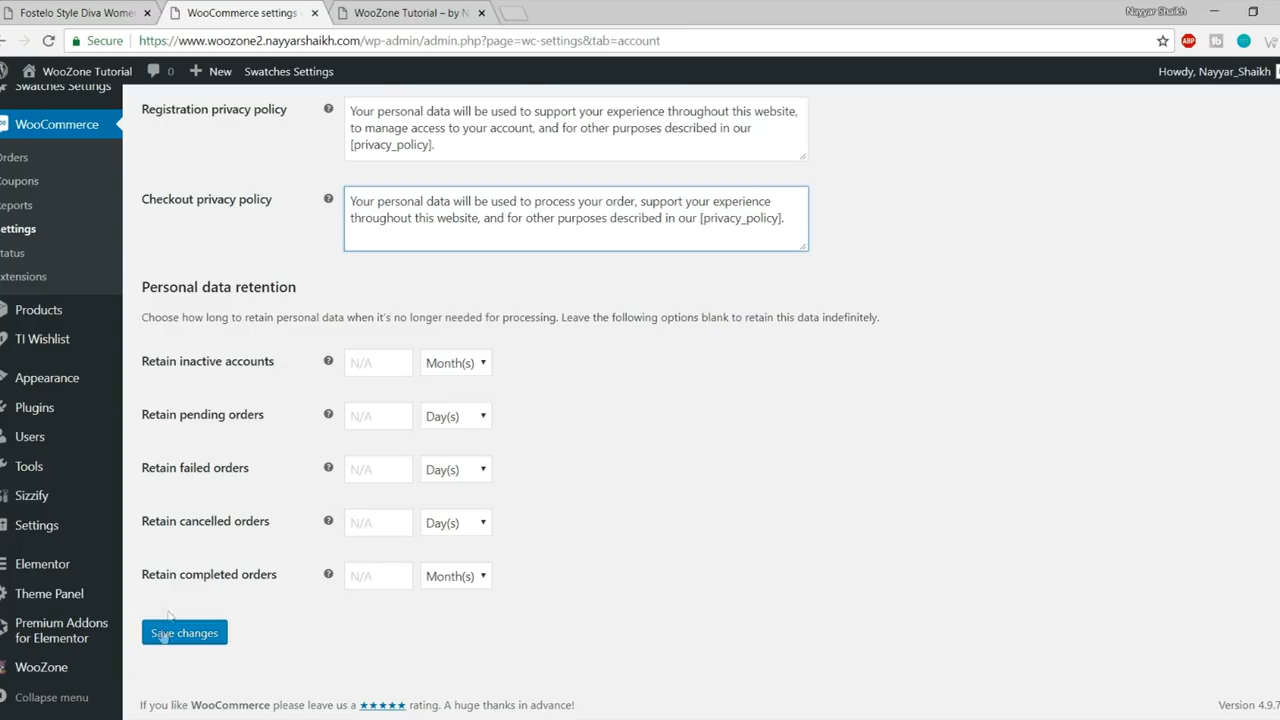 Fostelo Style Diva Wome
WooCommerce settings
WooZone Tutorial – by N
Nayyar Shaikh
Secure
https://www.woozone2.nayyarshaikh.com/wp-admin/admin.php?page=wc-settings&tab=account
ABP
WooZone Tutorial
0
New
Swatches Settings
Howdy, Nayyar_Shaikh
Swatches Settings
WooCommerce
Orders
Coupons
Reports
Settings
Status
Extensions
Products
TI Wishlist
Appearance
Plugins
Users
Tools
Sizzify
Settings
Elementor
Theme Panel
Premium Addons
for Elementor
WooZone
Collapse menu
Registration privacy policy
Your personal data will be used to support your experience throughout this website,
to manage access to your account, and for other purposes described in our
[privacy_policy].
Checkout privacy policy
Your personal data will be used to process your order, support your experience
throughout this website, and for other purposes described in our [privacy_policy].
Personal data retention
Choose how long to retain personal data when it's no longer needed for processing. Leave the following options blank to retain this data indefinitely.
Retain inactive accounts
N/A
Month(s)
Retain pending orders
N/A
Day(s)
Retain failed orders
N/A
Day(s)
Retain cancelled orders
N/A
Day(s)
Retain completed orders
N/A
Month(s)
Save changes
If you like WooCommerce please leave us a ★★★★★ rating. A huge thanks in advance!
Version 4.9.7